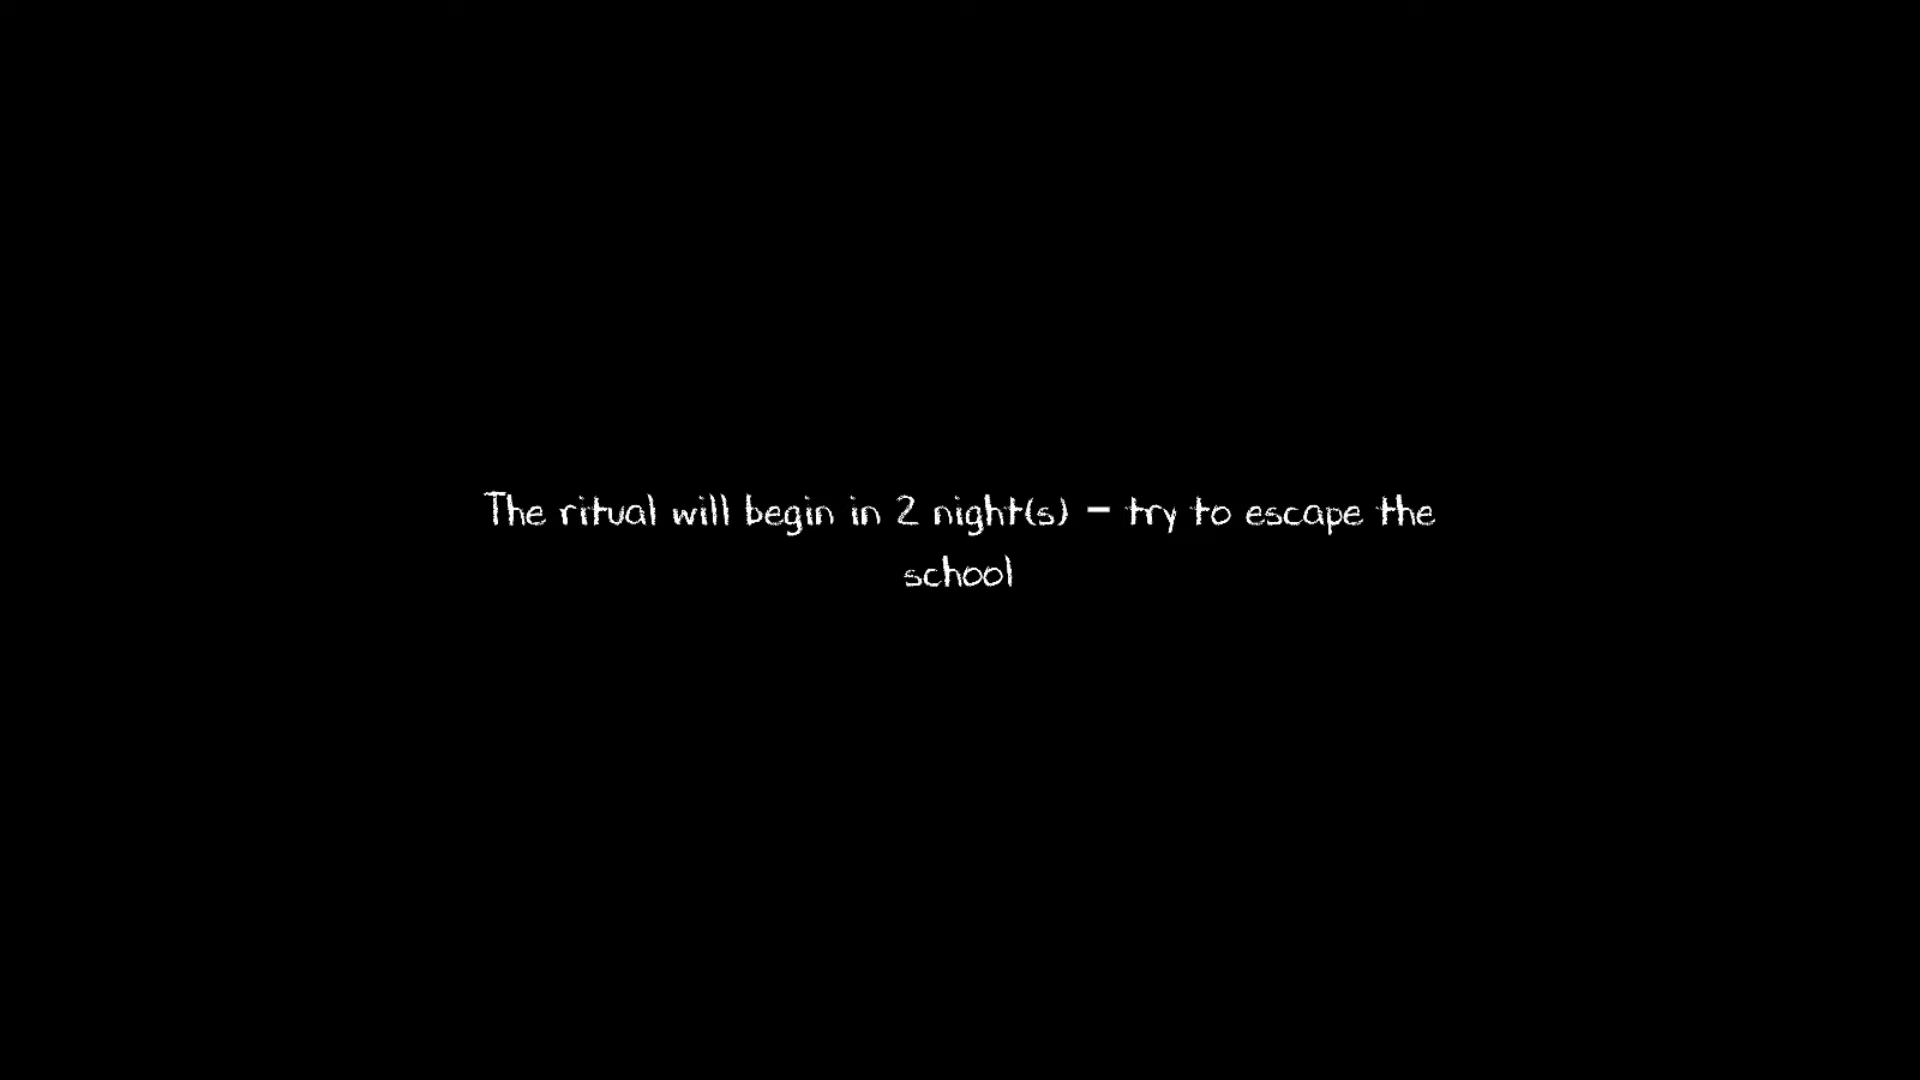 The ritual will begin in 2 night(s) - try to escape the
school